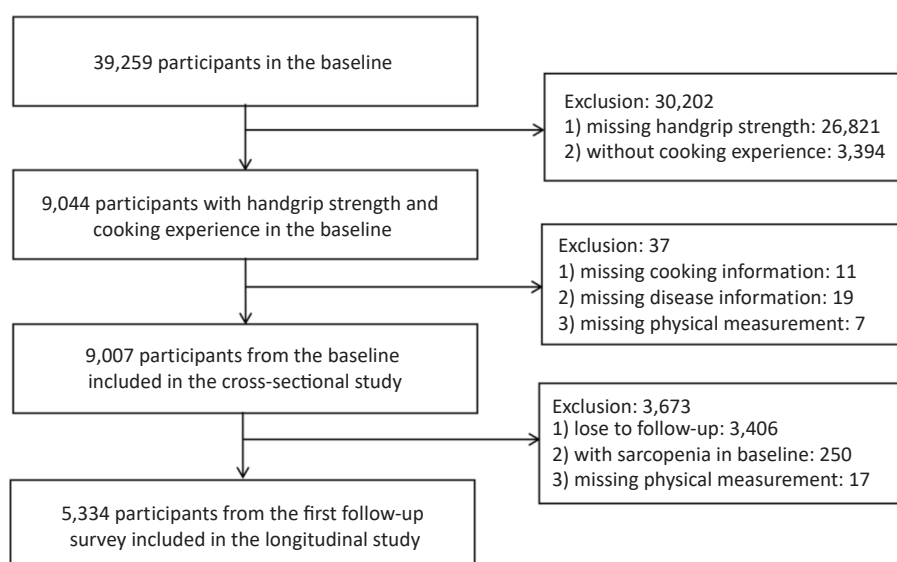 39,259 participants in the baseline
Exclusion: 30,202
1) missing handgrip strength: 26,821
2) without cooking experience: 3,394
9,044 participants with handgrip strength and
cooking experience in the baseline
Exclusion: 37
1) missing cooking information: 11
2) missing disease information: 19
3) missing physical measurement: 7
9,007 participants from the baseline
included in the cross-sectional study
Exclusion: 3,673
1) lose to follow-up: 3,406
2) with sarcopenia in baseline: 250
3) missing physical measurement: 17
5,334 participants from the first follow-up
survey included in the longitudinal study